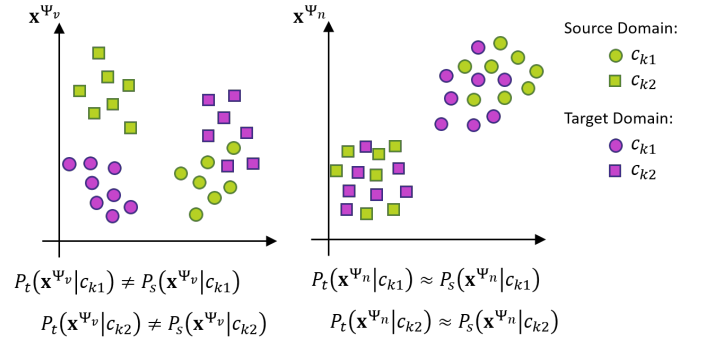 x^Ψᵥ
x^Ψₙ
Source Domain:
c_{k1}
c_{k2}
Target Domain:
c_{k1}
c_{k2}
P_t(x^{Ψ_v}|c_{k1}) ≠ P_s(x^{Ψ_v}|c_{k1})
P_t(x^{Ψ_n}|c_{k1}) ≈ P_s(x^{Ψ_n}|c_{k1})
P_t(x^{Ψ_v}|c_{k2}) ≠ P_s(x^{Ψ_v}|c_{k2})
P_t(x^{Ψ_n}|c_{k2}) ≈ P_s(x^{Ψ_n}|c_{k2})